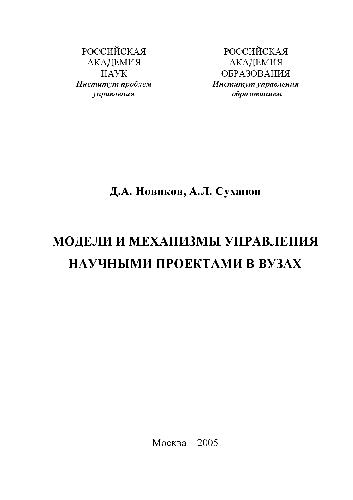 РОССИЙСКАЯ
АКАДЕМИЯ
НАУК
Институт проблем
управления
РОССИЙСКАЯ
АКАДЕМИЯ
ОБРАЗОВАНИЯ
Институт управления
образованием
Д.А. Новиков, А.Л. Суханов
МОДЕЛИ И МЕХАНИЗМЫ УПРАВЛЕНИЯ
НАУЧНЫМИ ПРОЕКТАМИ В ВУЗАХ
Москва – 2005